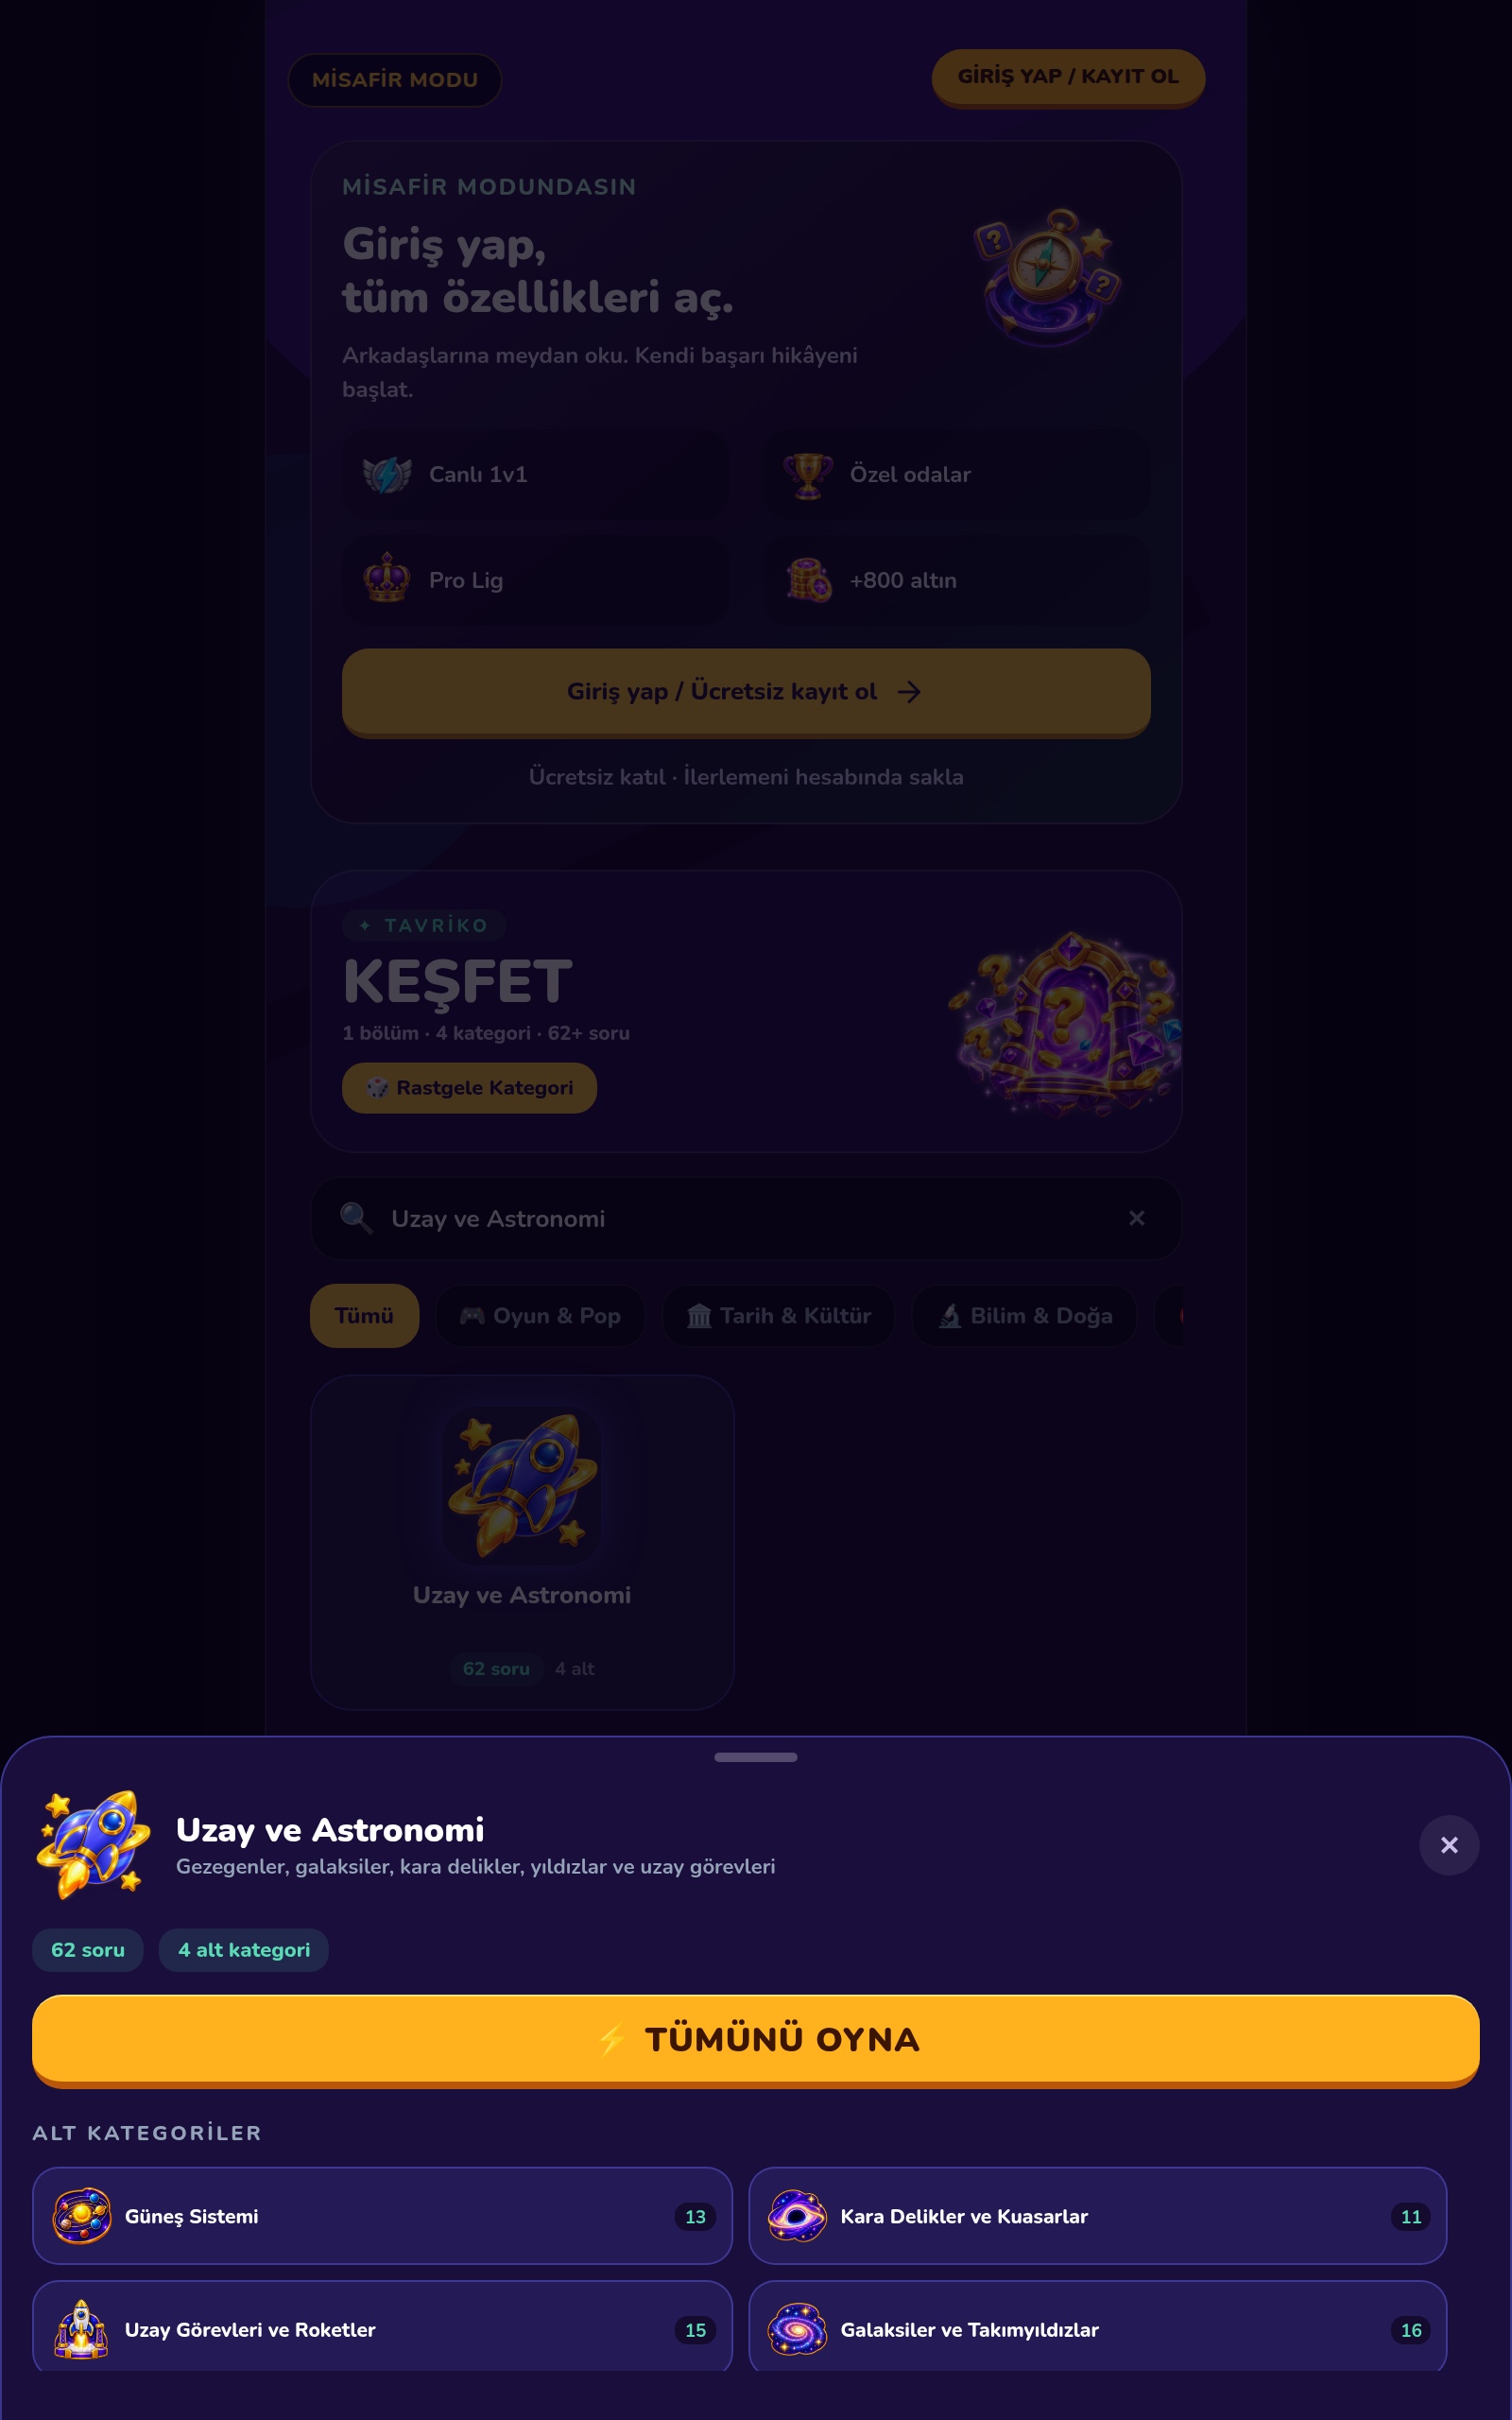 MİSAFİR MODU
GİRİŞ YAP / KAYIT OL
MİSAFİR MODUNDASIN
Giriş yap,
tüm özellikleri aç.
Arkadaşlarına meydan oku. Kendi başarı hikâyeni
başlat.
Canlı 1v1
Özel odalar
Pro Lig
+800 altın
Giriş yap / Ücretsiz kayıt ol →
Ücretsiz katıl · İlerlemeni hesabında sakla
✦ TAVRİKO
KEŞFET
1 bölüm · 4 kategori · 62+ soru
🎲 Rastgele Kategori
🔍 Uzay ve Astronomi ✕
Tümü
🎮 Oyun & Pop
🏛️ Tarih & Kültür
🔬 Bilim & Doğa
Uzay ve Astronomi
62 soru 4 alt
Uzay ve Astronomi
Gezegenler, galaksiler, kara delikler, yıldızlar ve uzay görevleri
✕
62 soru
4 alt kategori
⚡ TÜMÜNÜ OYNA
ALT KATEGORİLER
Güneş Sistemi 13
Kara Delikler ve Kuasarlar 11
Uzay Görevleri ve Roketler 15
Galaksiler ve Takımyıldızlar 16